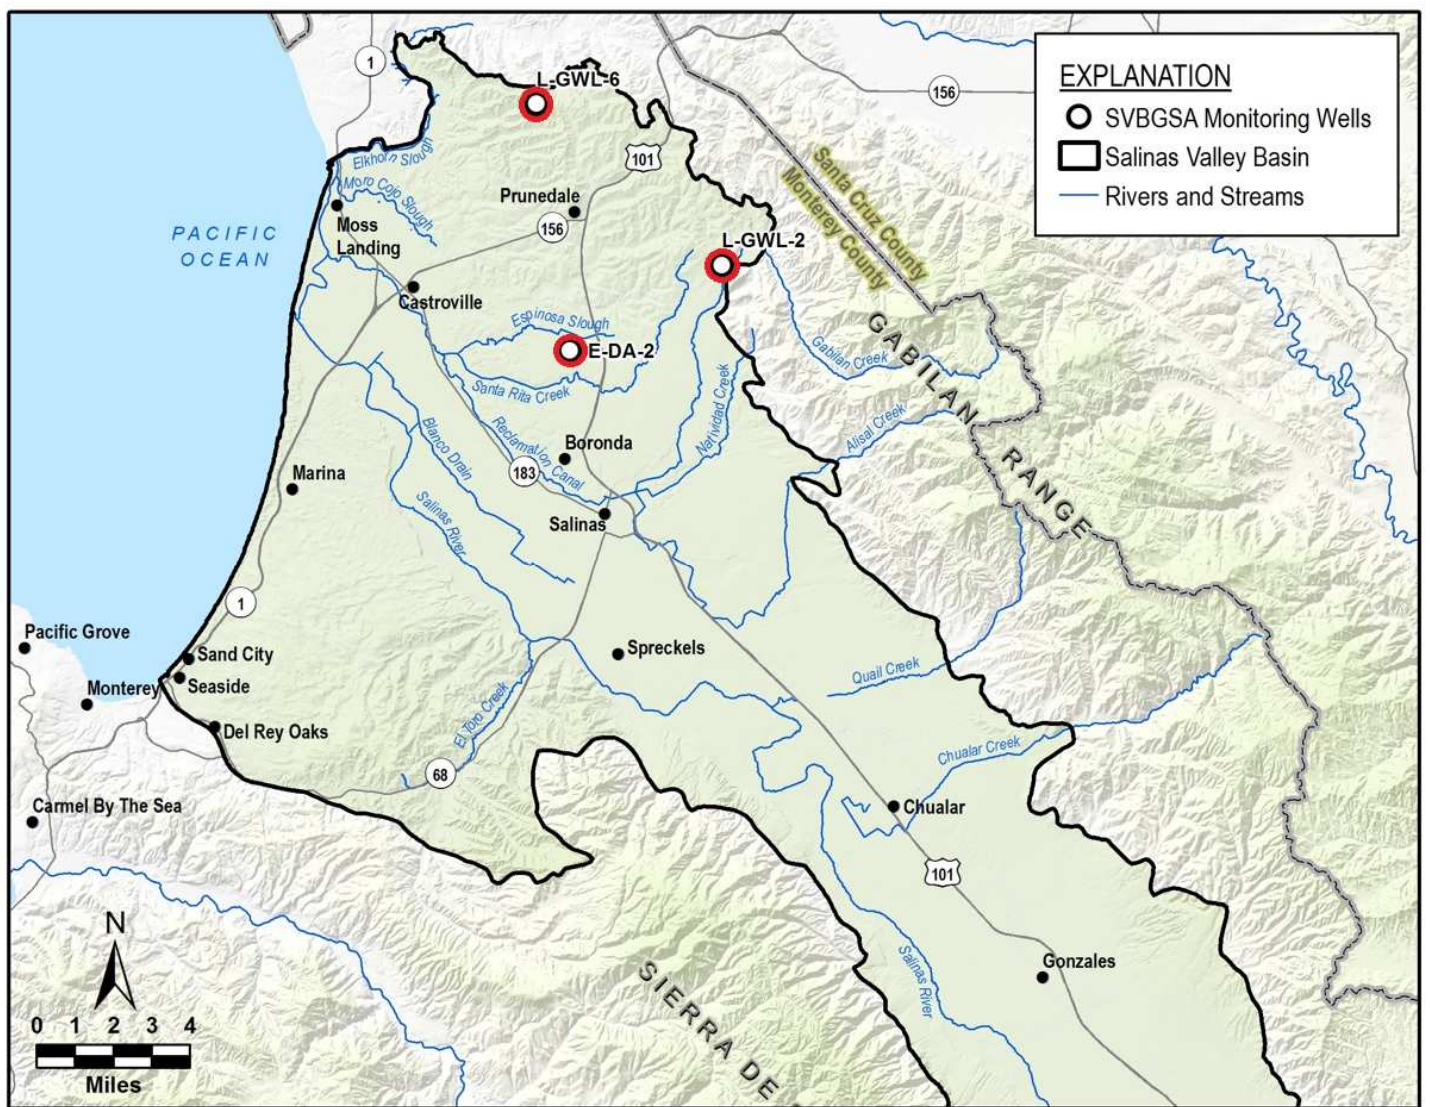 1
L-GWL-6
156
EXPLANATION
SVBGSA Monitoring Wells
Salinas Valley Basin
Rivers and Streams
101
Elkhorn Slough
Moro Cojo Slough
Prunedale
156
Santa Cruz County
Monterey County
PACIFIC
OCEAN
Moss
Landing
L-GWL-2
Castroville
Espinosa Slough
E-DA-2
Gabilan Creek
GABILAN RANGE
Santa Rita Creek
Natividad Creek
Alisal Creek
Blanco Drain
Reclamation Canal
Boronda
183
Marina
Salinas River
Salinas
1
Pacific Grove
Sand City
Spreckels
Monterey
Seaside
Quail Creek
Del Rey Oaks
El Toro Creek
Chualar Creek
68
Carmel By The Sea
Chualar
101
N
Salinas River
Gonzales
SIERRA DE
0 1 2 3 4
Miles